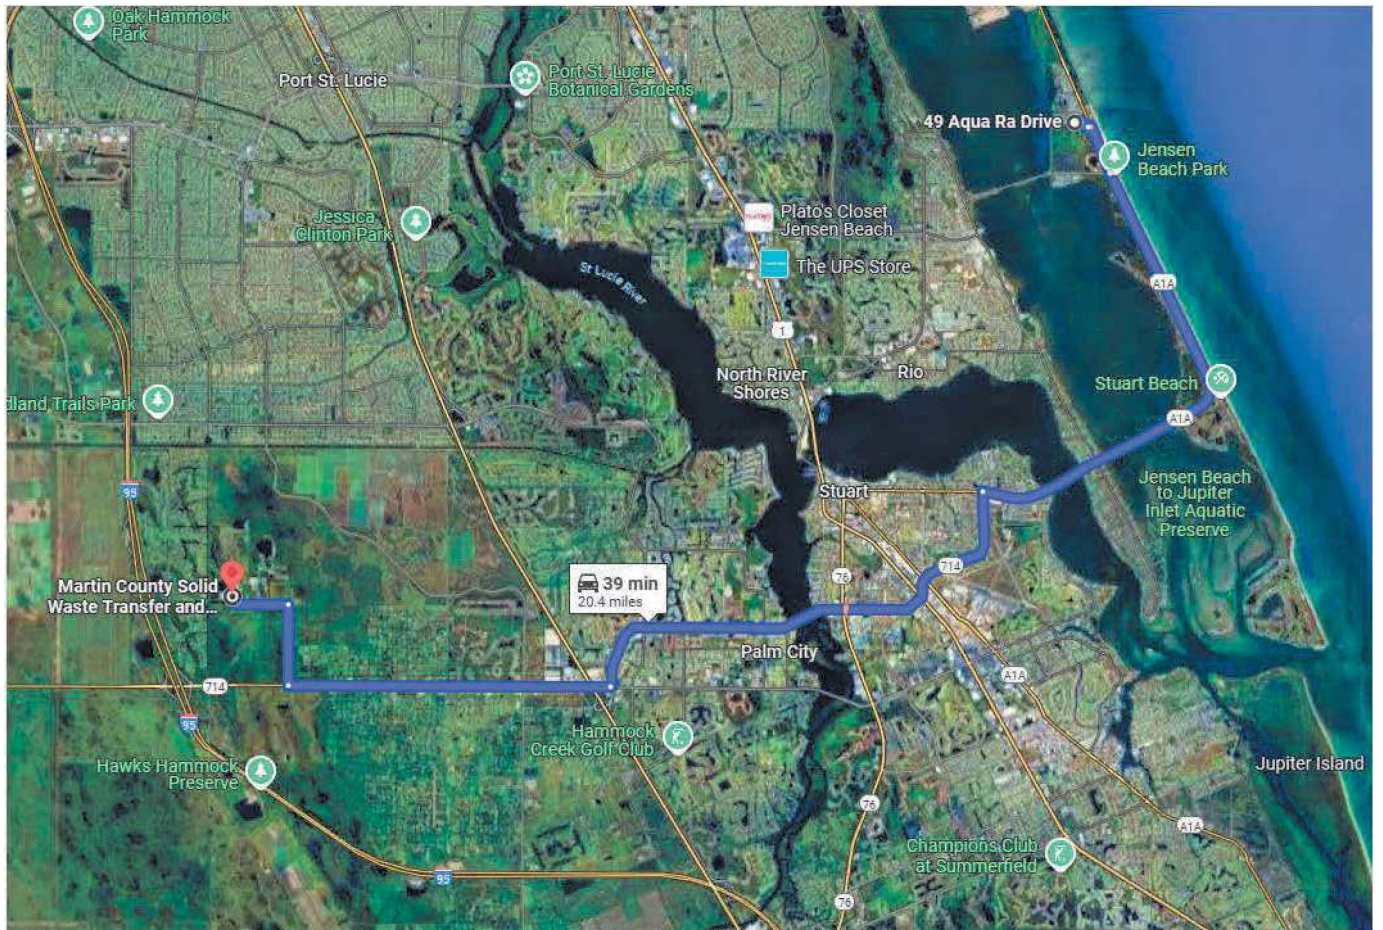 Oak Hammock
Park
Port St. Lucie
Port St. Lucie
Botanical Gardens
49 Aqua Ra Drive
Jensen
Beach Park
Jessica
Clinton Park
Plato's Closet
Jensen Beach
The UPS Store
St Lucie River
A1A
1
North River
Shores
Rio
Stuart Beach
A1A
dland Trails Park
95
Stuart
Jensen Beach
to Jupiter
Inlet Aquatic
Preserve
714
76
39 min
20.4 miles
Martin County Solid
Waste Transfer and...
Palm City
A1A
714
95
Hammock
Creek Golf Club
Hawks Hammock
Preserve
Jupiter Island
76
A1A
Champions Club
at Summerfield
95
76